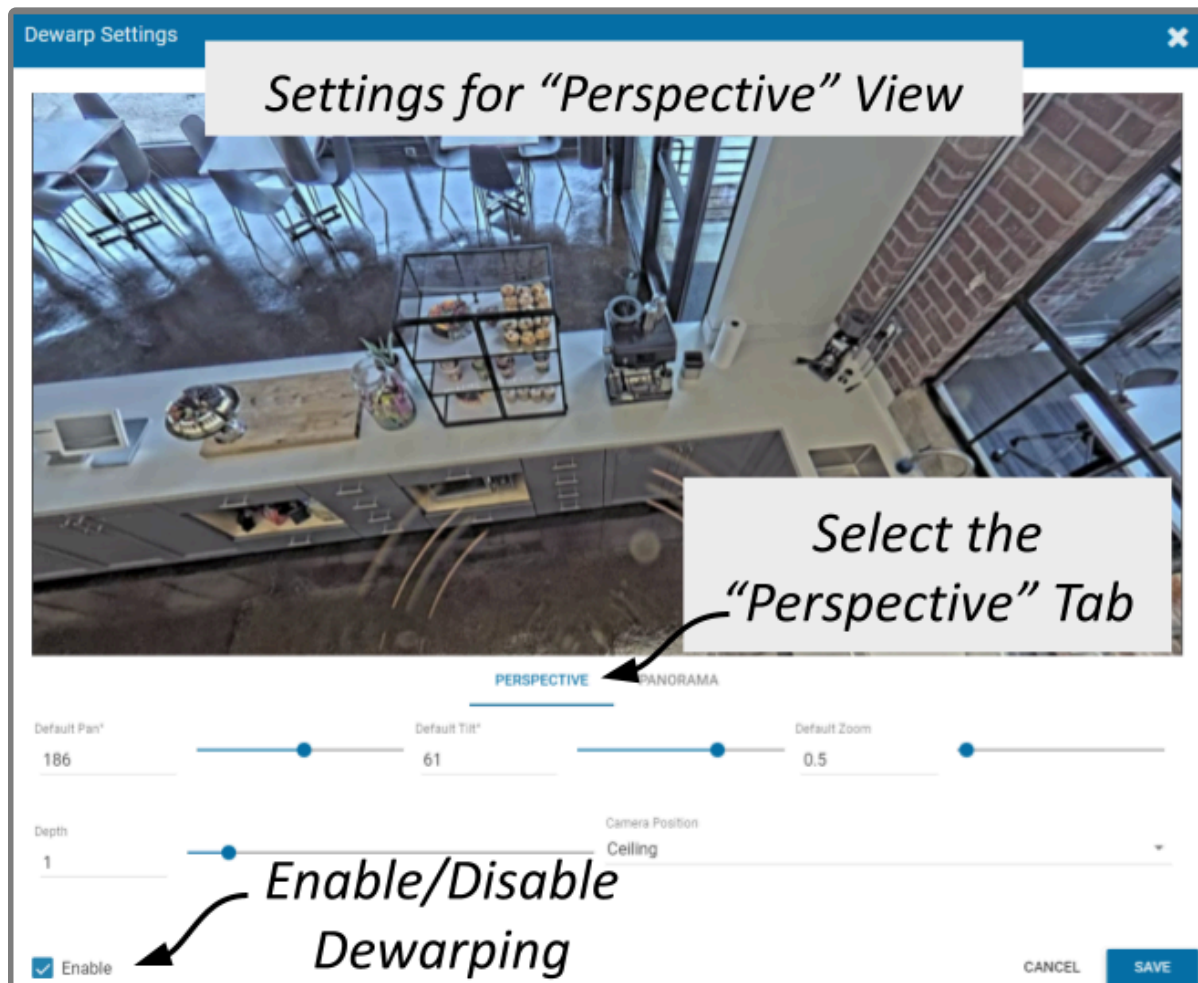 Dewarp Settings
Settings for “Perspective” View
Select the
“Perspective” Tab
PERSPECTIVE
PANORAMA
Default Pan°
Default Tilt°
Default Zoom
186
61
0.5
Depth
Camera Position
1
Ceiling
Enable/Disable
Dewarping
Enable
CANCEL
SAVE